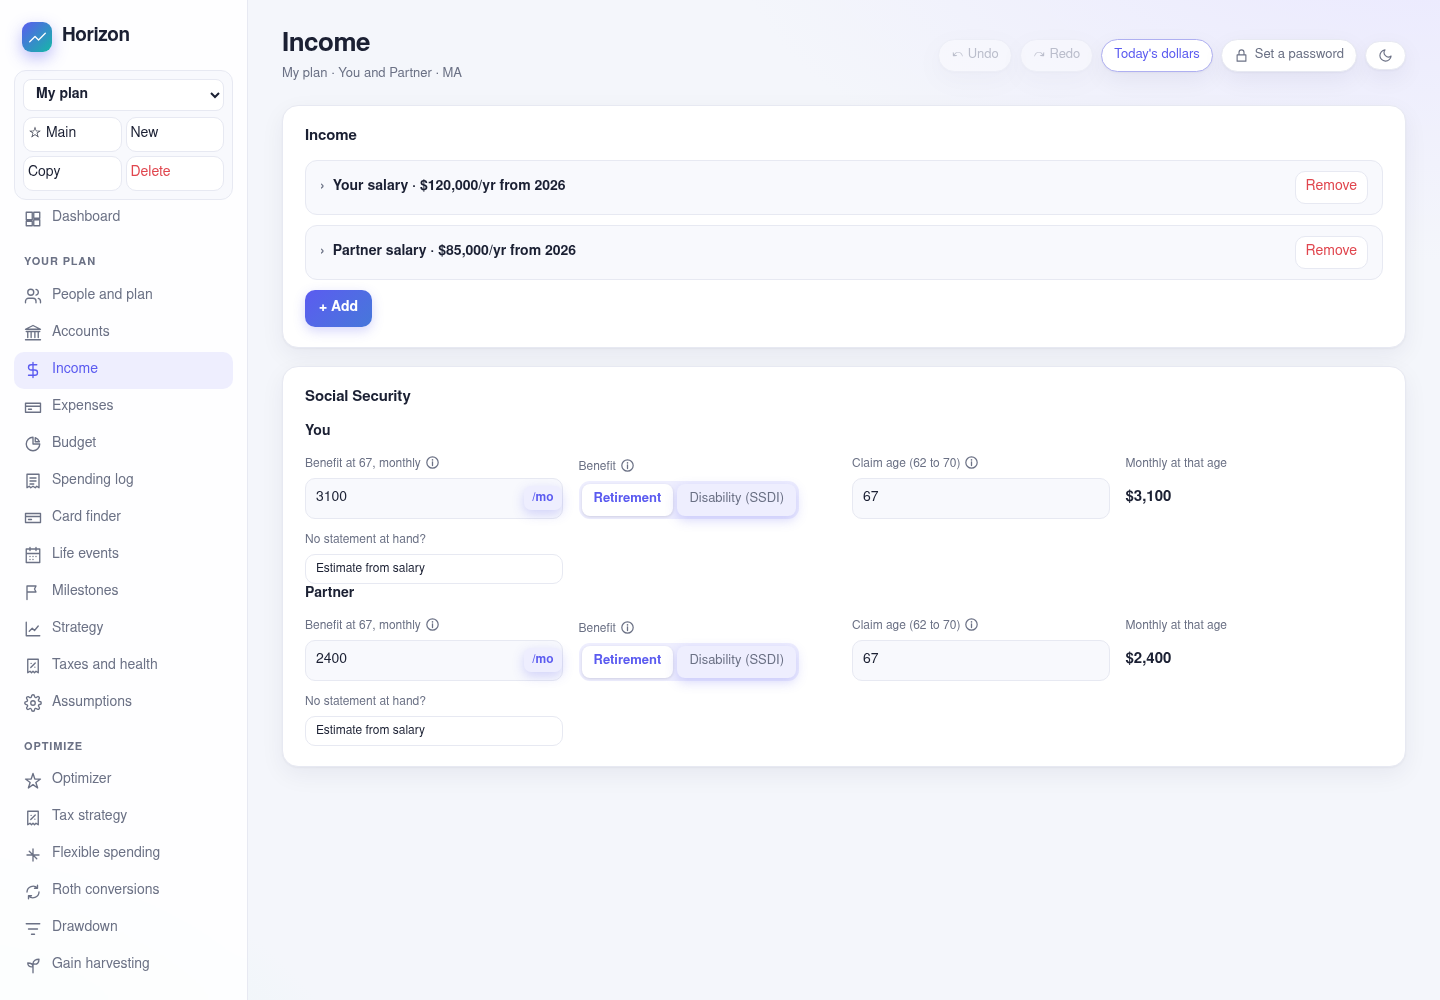 Horizon
My plan
☆ Main
New
Copy
Delete
Dashboard
YOUR PLAN
People and plan
Accounts
Income
Expenses
Budget
Spending log
Card finder
Life events
Milestones
Strategy
Taxes and health
Assumptions
OPTIMIZE
Optimizer
Tax strategy
Flexible spending
Roth conversions
Drawdown
Gain harvesting
Income
My plan · You and Partner · MA
Undo
Redo
Today's dollars
Set a password
Income
› Your salary · $120,000/yr from 2026
Remove
› Partner salary · $85,000/yr from 2026
Remove
+ Add
Social Security
You
Benefit at 67, monthly
Benefit
Claim age (62 to 70)
Monthly at that age
3100 /mo
Retirement
Disability (SSDI)
67
$3,100
No statement at hand?
Estimate from salary
Partner
Benefit at 67, monthly
Benefit
Claim age (62 to 70)
Monthly at that age
2400 /mo
Retirement
Disability (SSDI)
67
$2,400
No statement at hand?
Estimate from salary